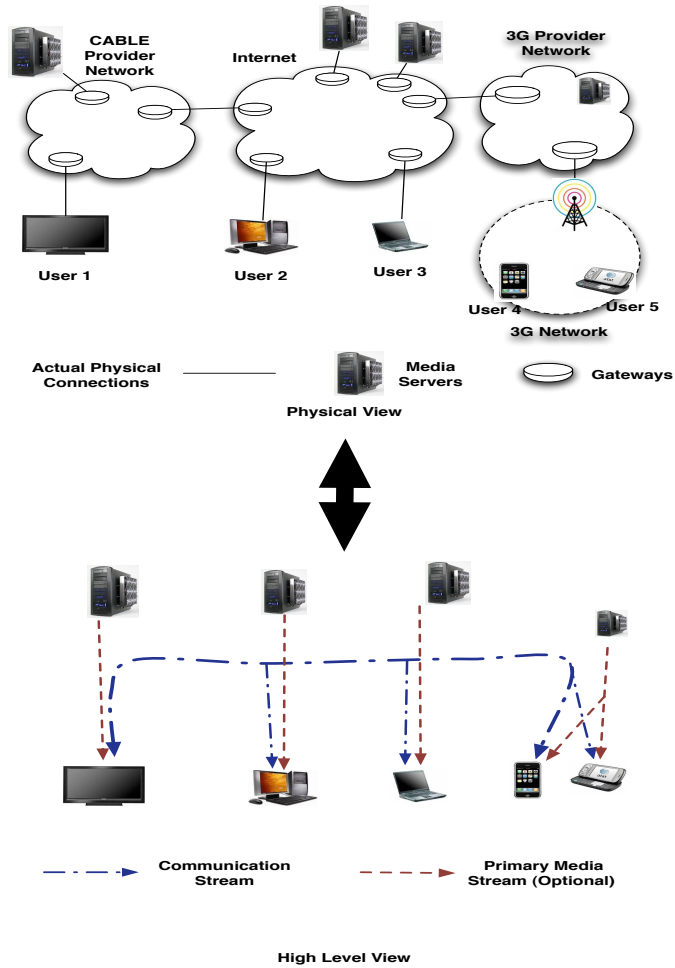 CABLE
Provider
Network
Internet
3G Provider
Network
User 1
User 2
User 3
User 4
User 5
3G Network
Actual Physical
Connections
Media
Servers
Gateways
Physical View
Communication
Stream
Primary Media
Stream (Optional)
High Level View